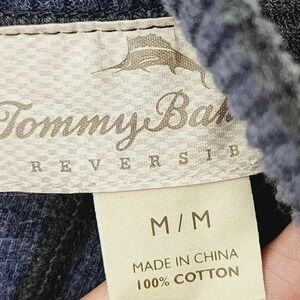 Tommy Bah
REVERSIB
M/M
MADE IN CHINA
100% COTTON